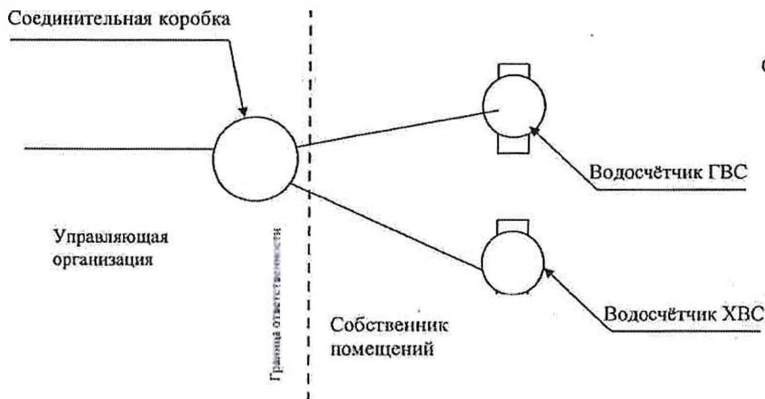 Соединительная коробка
Водосчётчик ГВС
Управляющая
организация
Граница ответственности
Водосчётчик ХВС
Собственник
помещений